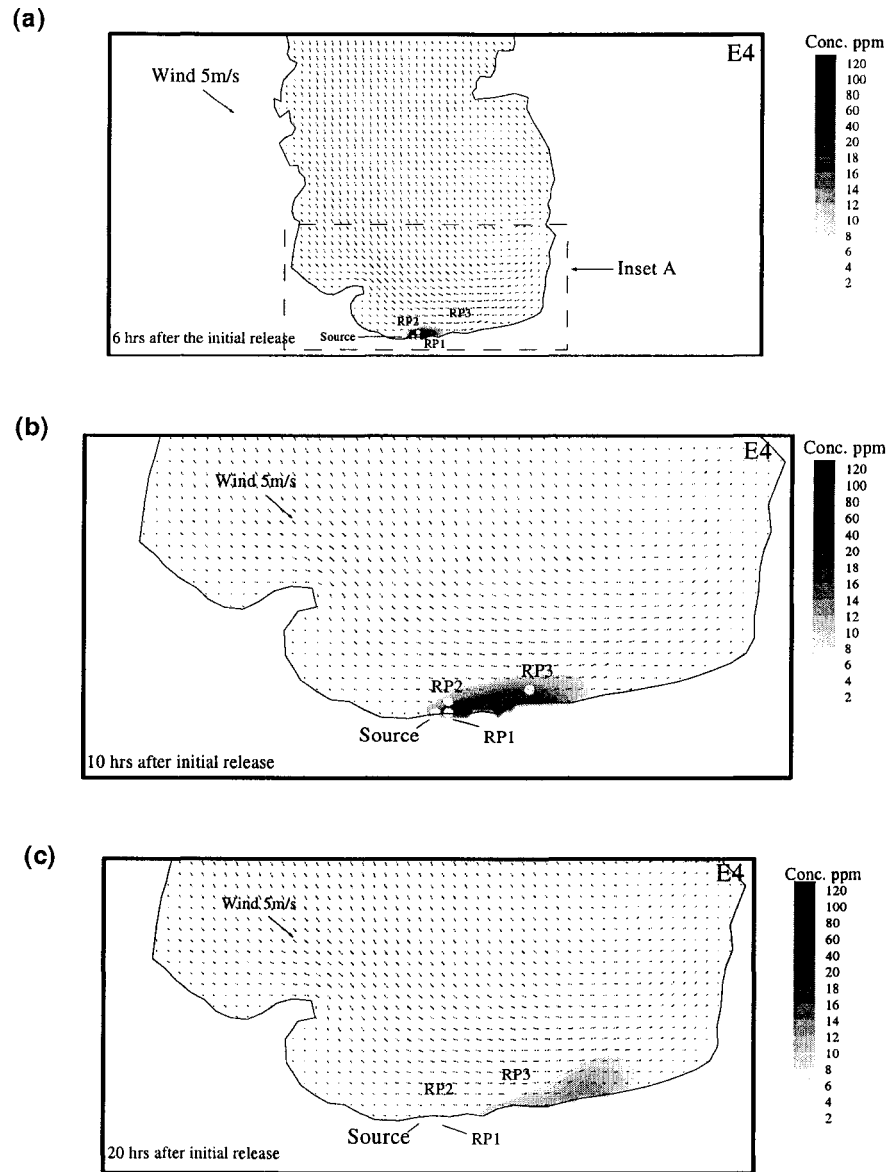 (a)
E4
Wind 5m/s
Conc. ppm
120
100
80
60
40
20
18
16
14
12
10
8
6
4
2
Inset A
RP3
RP2
Source
RP1
6 hrs after the initial release
(b)
E4
Wind 5m/s
Conc. ppm
120
100
80
60
40
20
18
16
14
12
10
8
6
4
2
RP3
RP2
Source
RP1
10 hrs after initial release
(c)
E4
Wind 5m/s
Conc. ppm
120
100
80
60
40
20
18
16
14
12
10
8
6
4
2
RP3
RP2
Source
RP1
20 hrs after initial release